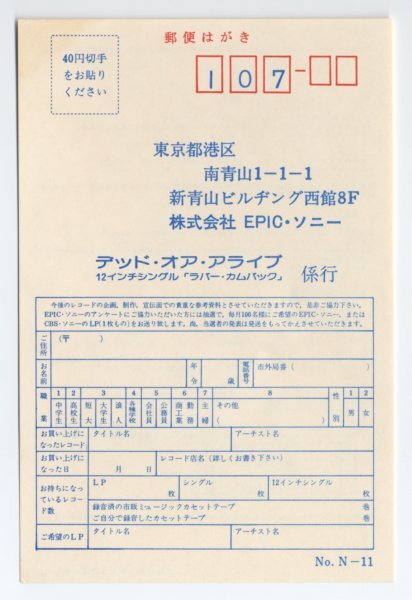 郵便はがき
40円切手
をお貼り
ください
107-
東京都港区
南青山1-1-1
新青山ビルヂング西館8F
株式会社 EPIC・ソニー
デッド・オア・アライブ
12インチシングル「ラバー・カムバック」 係行
今後のレコードの企画、制作、宣伝面での貴重な参考資料とさせていただきますので、是非ご協力下さい。
EPIC・ソニーのアンケートにご協力いただいた方には抽選で、毎月100名様にご希望のEPIC・ソニー、または
CBS・ソニーのLP(1枚もの)をお送り致します。尚、当選者の発表は発送をもってかえさせていただきます。
ご住所 (〒 )
お名前 年令 歳 電話番号 市外局番( )
職業 1 2 3 4 5 6 7 8 性別 1 2
中学生 高校生 短大 大学生 浪人 各種学校 会社員 公務員 商工業 勤務 主婦 その他( ) 男 女
お買い上げに
なったレコード タイトル名 アーチスト名
お買い上げに
なった日 月 日 レコード店名(詳しくお書き下さい)
お持ちになっ
ているレコー
ド数 LP 枚 シングル 枚 12インチシングル 枚
録音済の市販ミュージックカセットテープ 巻
ご自分で録音したカセットテープ 巻
ご希望のLP タイトル名 アーチスト名
No. N-11